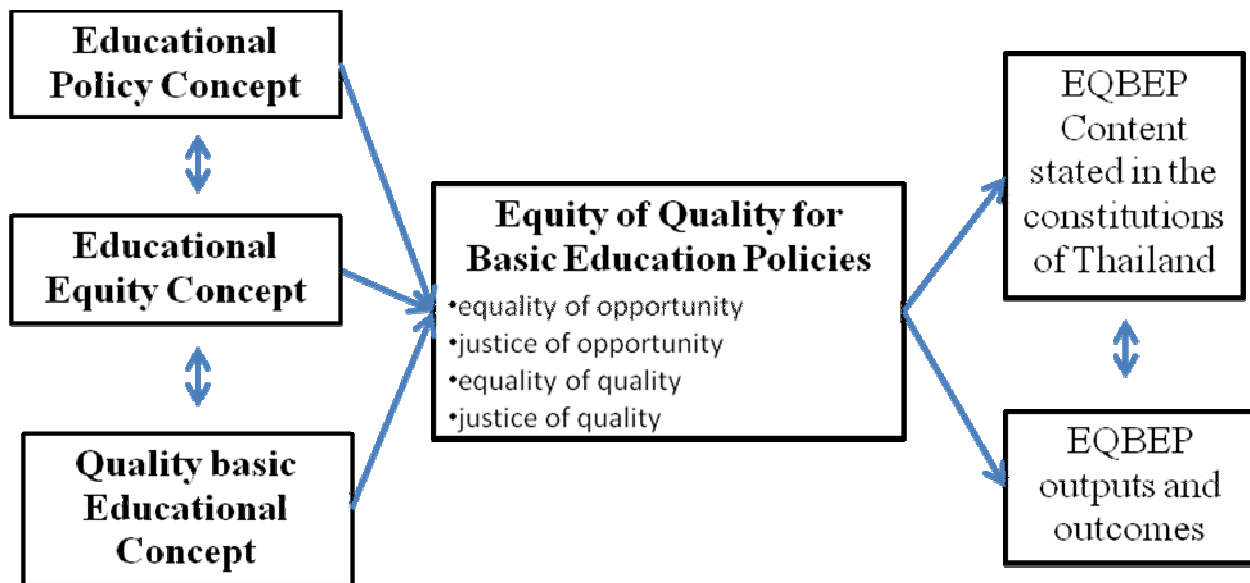 Educational
Policy Concept
Educational
Equity Concept
Quality basic
Educational
Concept
Equity of Quality for
Basic Education Policies
•equality of opportunity
•justice of opportunity
•equality of quality
•justice of quality
EQBEP
Content
stated in the
constitutions
of Thailand
EQBEP
outputs and
outcomes